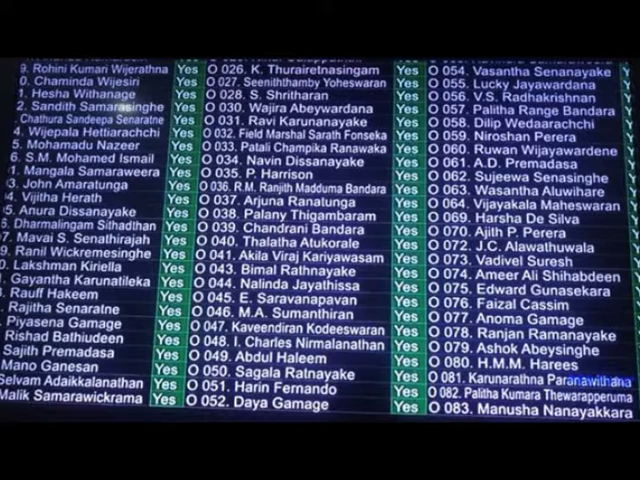 9. Rohini Kumari Wijerathna Yes
0. Chaminda Wijesiri Yes
1. Hesha Withanage Yes
2. Sandith Samarasinghe Yes
Chathura Sandeepa Senaratne Yes
4. Wijepala Hettiarachchi Yes
5. Mohamadu Nazeer Yes
6. S.M. Mohamed Ismail Yes
1. Mangala Samaraweera Yes
3. John Amaratunga Yes
4. Vijitha Herath Yes
5. Anura Dissanayake Yes
6. Dharmalingam Sithadthan Yes
7. Mavai S. Senathirajah Yes
9. Ranil Wickremesinghe Yes
0. Lakshman Kiriella Yes
1. Gayantha Karunatileka Yes
Rauff Hakeem Yes
. Rajitha Senaratne Yes
. Piyasena Gamage Yes
Rishad Bathiudeen Yes
Sajith Premadasa Yes
Mano Ganesan Yes
Selvam Adaikkalanathan Yes
Malik Samarawickrama Yes
O 026. K. Thurairetnasingam Yes
O 027. Seeniththamby Yoheswaran Yes
O 028. S. Shritharan Yes
O 030. Wajira Abeywardana Yes
O 031. Ravi Karunanayake Yes
O 032. Field Marshal Sarath Fonseka Yes
O 033. Patali Champika Ranawaka Yes
O 034. Navin Dissanayake Yes
O 035. P. Harrison Yes
O 036. R.M. Ranjith Madduma Bandara Yes
O 037. Arjuna Ranatunga Yes
O 038. Palany Thigambaram Yes
O 039. Chandrani Bandara Yes
O 040. Thalatha Atukorale Yes
O 041. Akila Viraj Kariyawasam Yes
O 043. Bimal Rathnayake Yes
O 044. Nalinda Jayathissa Yes
O 045. E. Saravanapavan Yes
O 046. M.A. Sumanthiran Yes
O 047. Kaveendiran Kodeeswaran Yes
O 048. I. Charles Nirmalanathan Yes
O 049. Abdul Haleem Yes
O 050. Sagala Ratnayake Yes
O 051. Harin Fernando Yes
O 052. Daya Gamage Yes
O 054. Vasantha Senanayake
O 055. Lucky Jayawardana
O 056. V.S. Radhakrishnan
O 057. Palitha Range Bandara
O 058. Dilip Wedaarachchi
O 059. Niroshan Perera
O 060. Ruwan Wijayawardene
O 061. A.D. Premadasa
O 062. Sujeewa Senasinghe
O 063. Wasantha Aluwihare
O 064. Vijayakala Maheswaran
O 069. Harsha De Silva
O 070. Ajith P. Perera
O 072. J.C. Alawathuwala
O 073. Vadivel Suresh
O 074. Ameer Ali Shihabdeen
O 075. Edward Gunasekara
O 076. Faizal Cassim
O 077. Anoma Gamage
O 078. Ranjan Ramanayake
O 079. Ashok Abeysinghe
O 080. H.M.M. Harees
O 081. Karunarathna Paranawithana
O 082. Palitha Kumara Thewarapperuma
O 083. Manusha Nanayakkara